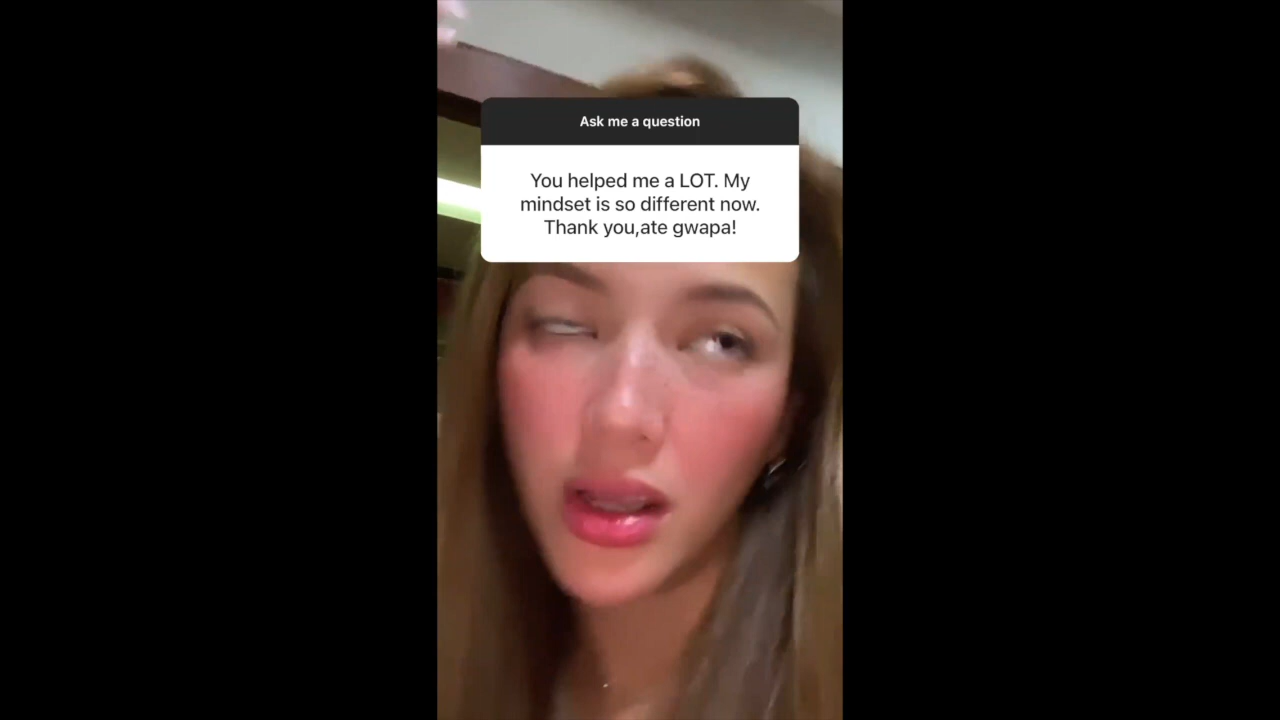 Ask me a question
You helped me a LOT. My
mindset is so different now.
Thank you,ate gwapa!